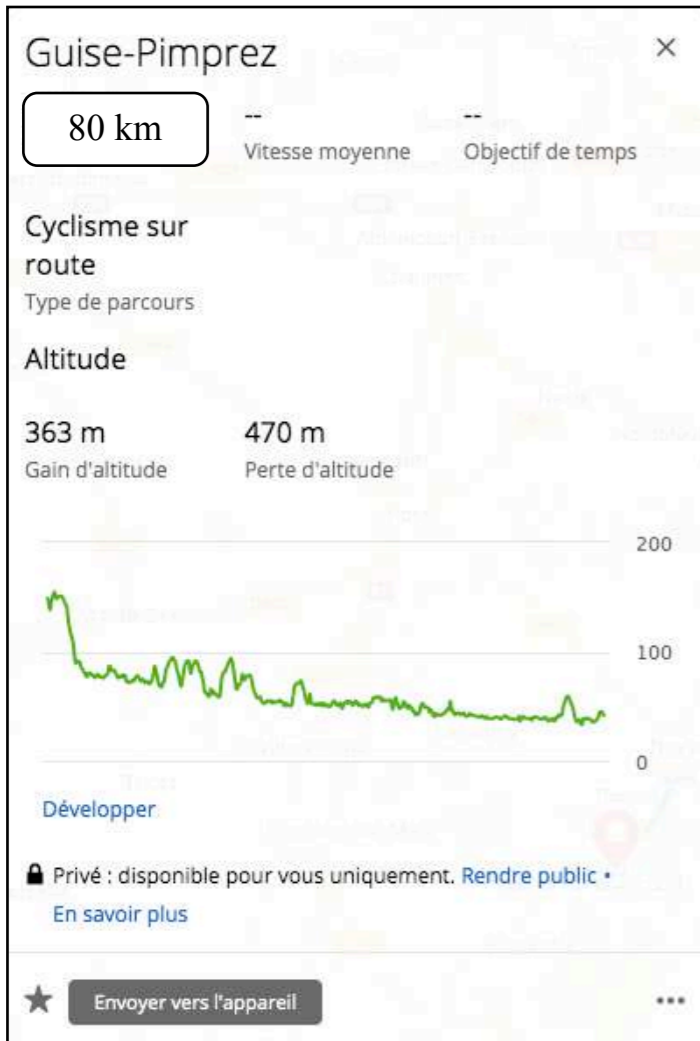 Guise-Pimprez
80 km
--
--
Vitesse moyenne
Objectif de temps
Cyclisme sur
route
Type de parcours
Altitude
363 m
470 m
Gain d'altitude
Perte d'altitude
200
100
0
Développer
Privé : disponible pour vous uniquement. Rendre public •
En savoir plus
Envoyer vers l'appareil